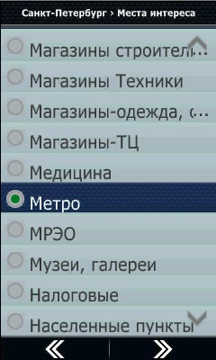 Санкт-Петербург › Места интереса
Магазины строител...
Магазины Техники
Магазины-одежда, о...
Магазины-ТЦ
Медицина
Метро
МРЭО
Музеи, галереи
Налоговые
Населенные пункты